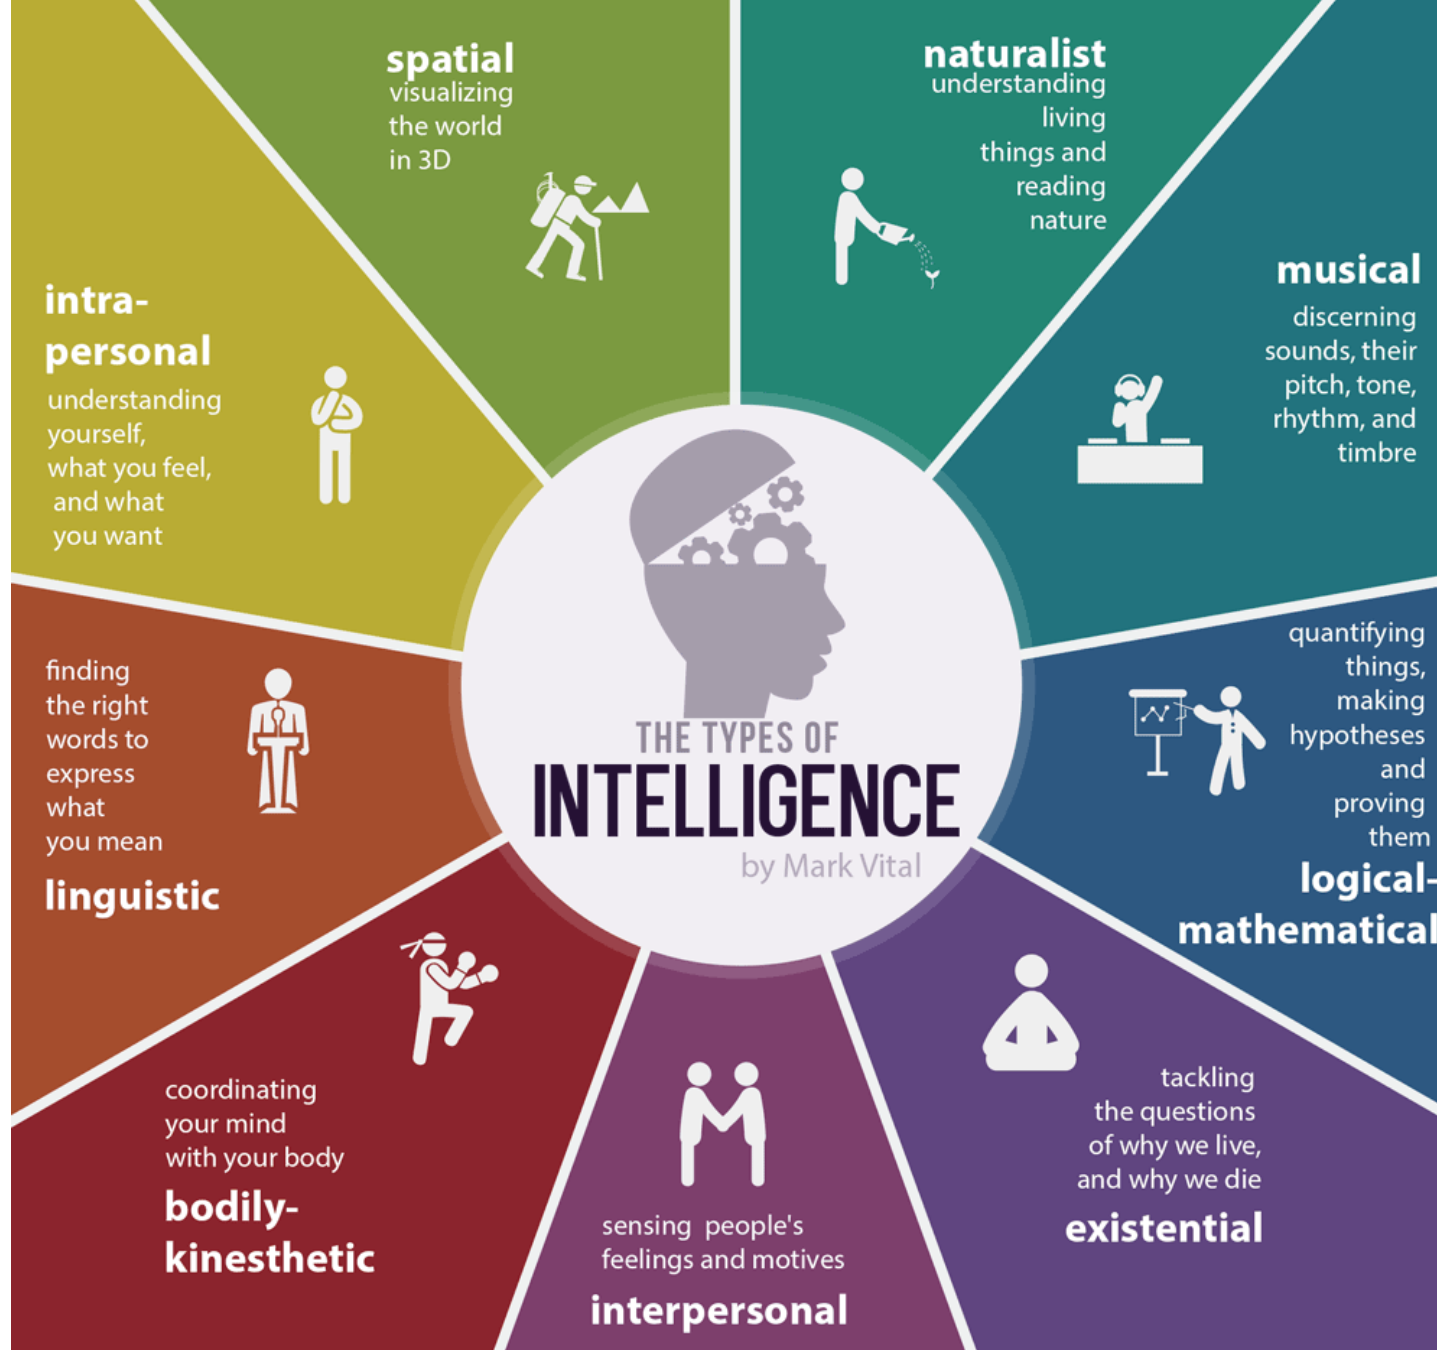 spatial
visualizing
the world
in 3D
naturalist
understanding
living
things and
reading
nature
musical
discerning
sounds, their
pitch, tone,
rhythm, and
timbre
quantifying
things,
making
hypotheses
and
proving
them
logical-
mathematical
tackling
the questions
of why we live,
and why we die
existential
sensing people's
feelings and motives
interpersonal
coordinating
your mind
with your body
bodily-
kinesthetic
finding
the right
words to
express
what
you mean
linguistic
intra-
personal
understanding
yourself,
what you feel,
and what
you want
THE TYPES OF
INTELLIGENCE
by Mark Vital